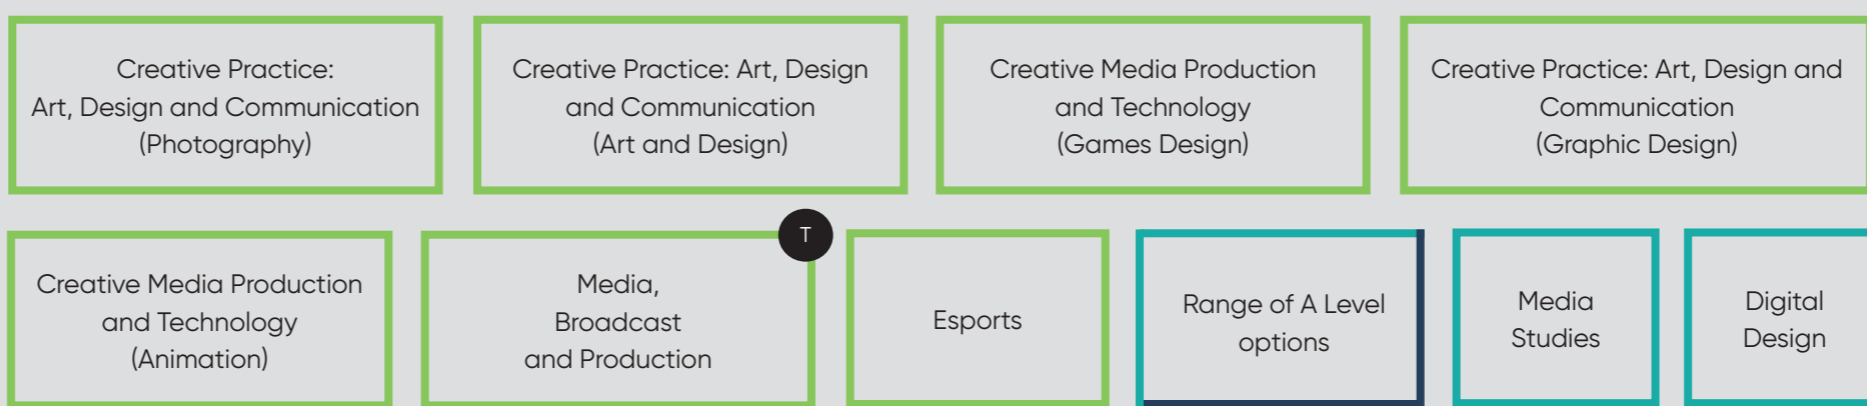 Creative Practice:
Art, Design and Communication
(Photography)
Creative Practice: Art, Design
and Communication
(Art and Design)
Creative Media Production
and Technology
(Games Design)
Creative Practice: Art, Design and
Communication
(Graphic Design)
Creative Media Production
and Technology
(Animation)
T
Media,
Broadcast
and Production
Esports
Range of A Level
options
Media
Studies
Digital
Design